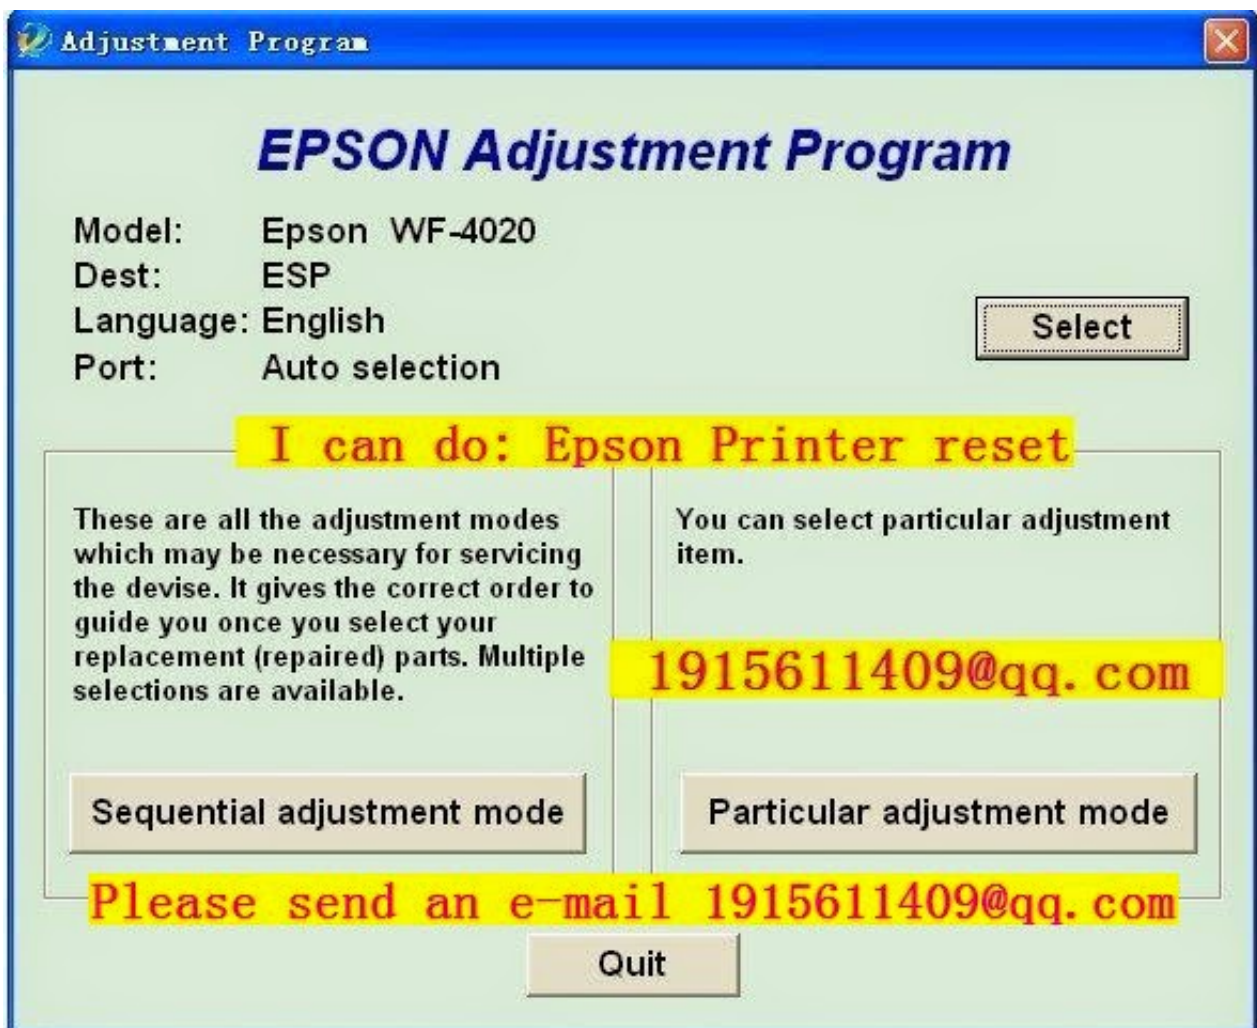 Adjustment Program
EPSON Adjustment Program
Model: Epson WF-4020
Dest: ESP
Language: English
Port: Auto selection
Select
I can do: Epson Printer reset
These are all the adjustment modes
which may be necessary for servicing
the devise. It gives the correct order to
guide you once you select your
replacement (repaired) parts. Multiple
selections are available.
Sequential adjustment mode
You can select particular adjustment
item.
1915611409@qq.com
Particular adjustment mode
Please send an e-mail 1915611409@qq.com
Quit